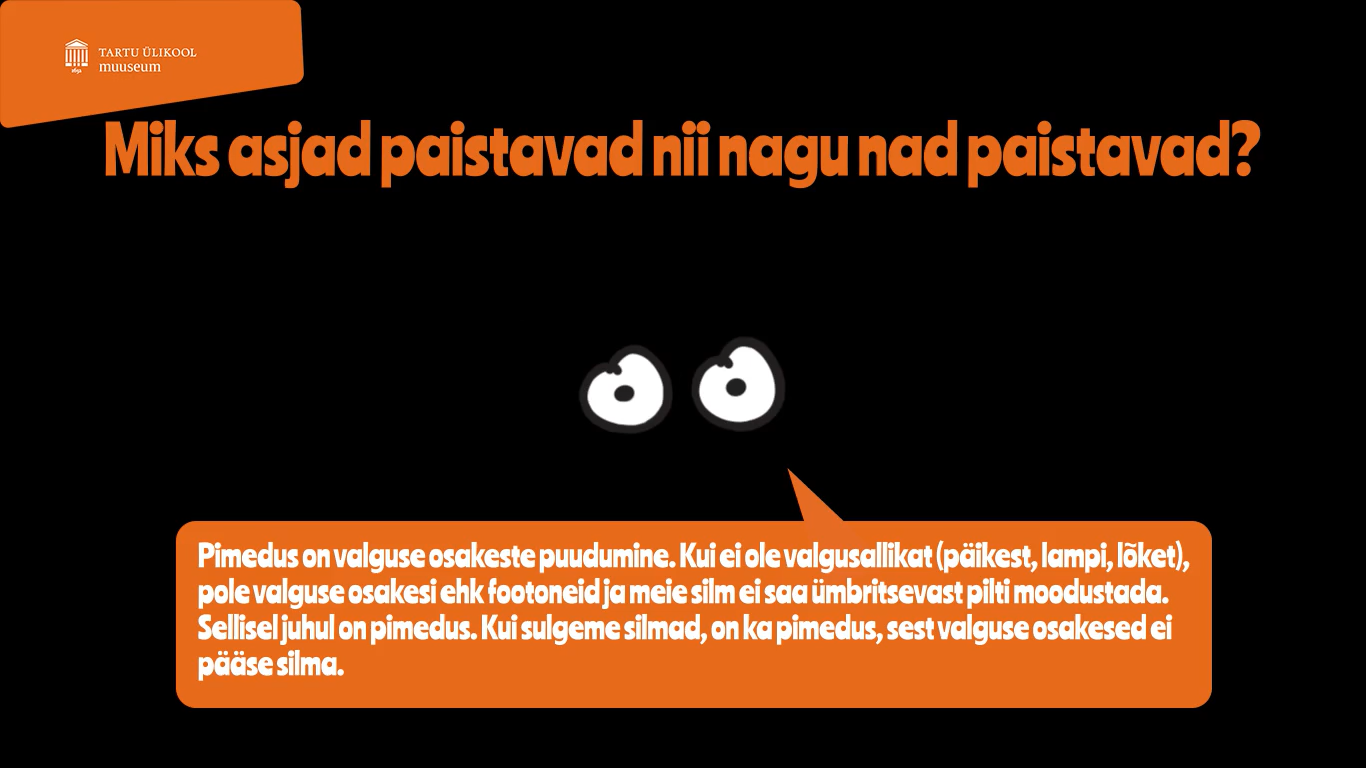 TARTU ÜLIKOOL
muuseum
1632
Miks asjad paistavad nii nagu nad paistavad?
Pimedus on valguse osakeste puudumine. Kui ei ole valgusallikat (päikest, lampi, lõket),
pole valguse osakesi ehk footoneid ja meie silm ei saa ümbritsevast pilti moodustada.
Sellisel juhul on pimedus. Kui sulgeme silmad, on ka pimedus, sest valguse osakesed ei
pääse silma.